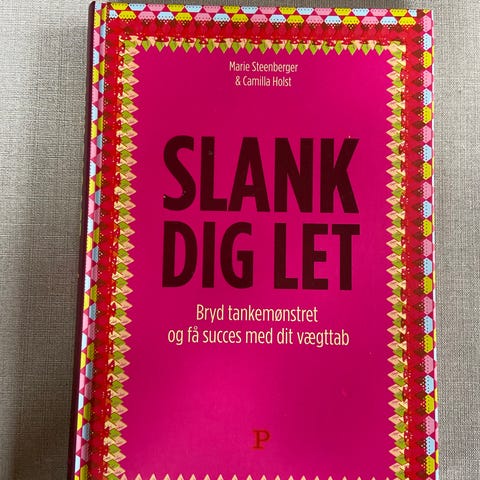 Marie Steenberger
& Camilla Holst
SLANK
DIG LET
Bryd tankemønstret
og få succes med dit vægttab
P